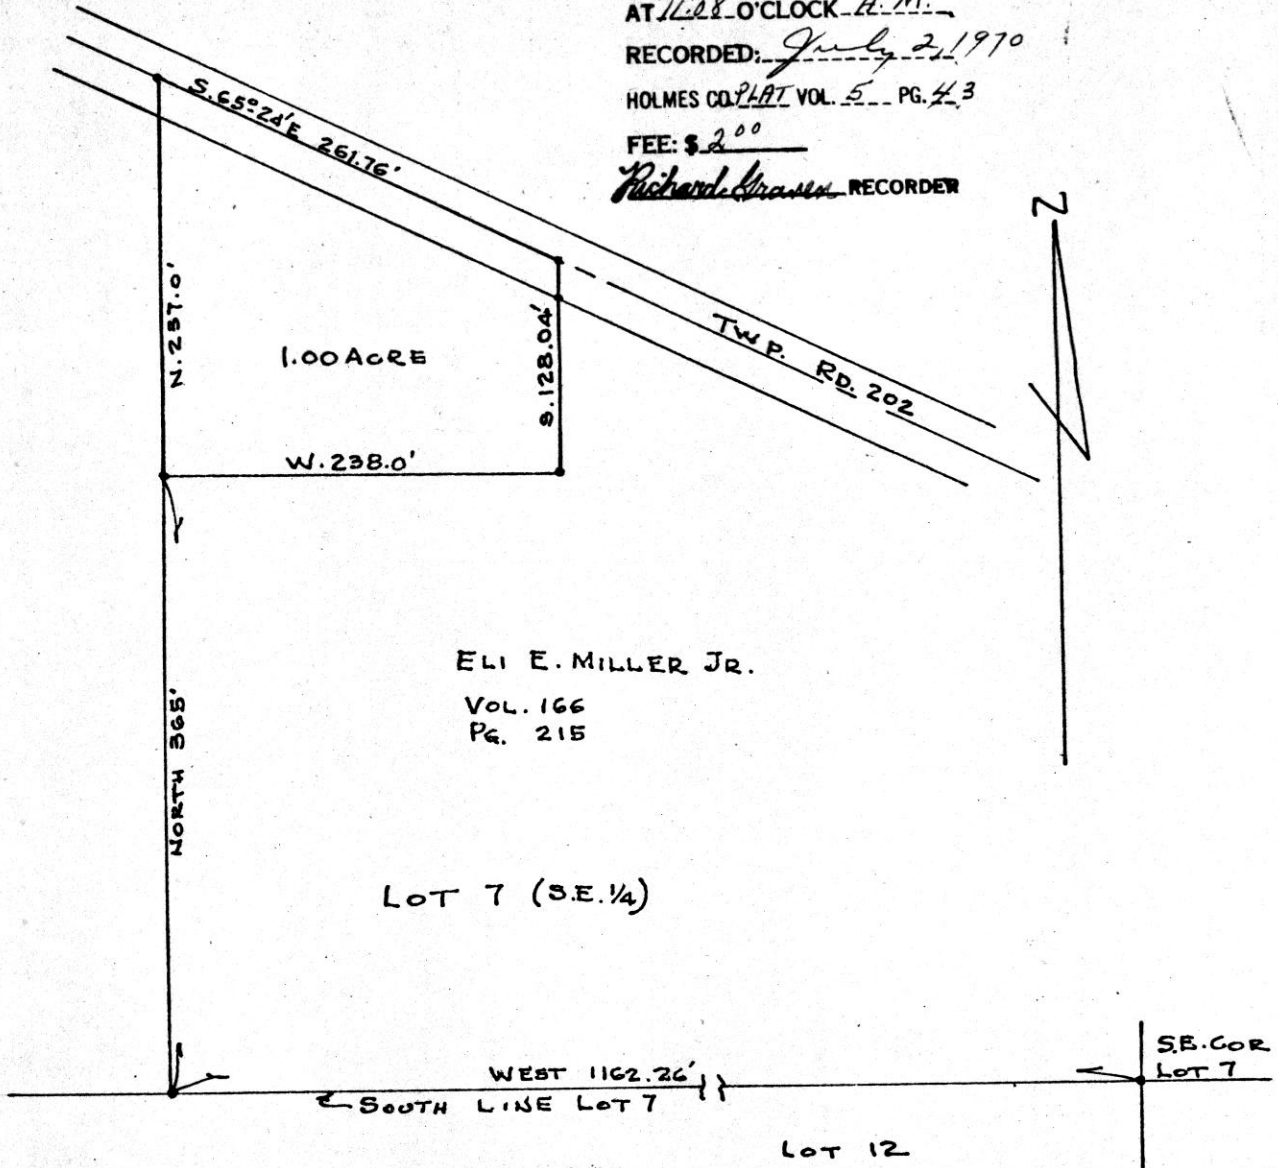 AT 11:08 O'CLOCK A.M.
RECORDED: July 2, 1970
HOLMES CO. PLAT VOL. 5 PG. 43
FEE: $ 2 00
Richard Graven RECORDER
N
S. 65° 24' E 261.76'
N. 237.0'
1.00 ACRE
S. 128.04'
TWP. RD. 202
W. 238.0'
ELI E. MILLER JR.
VOL. 166
PG. 215
NORTH 365'
LOT 7 (S.E. 1/4)
S.E. COR
LOT 7
WEST 1162.26'
SOUTH LINE LOT 7
LOT 12